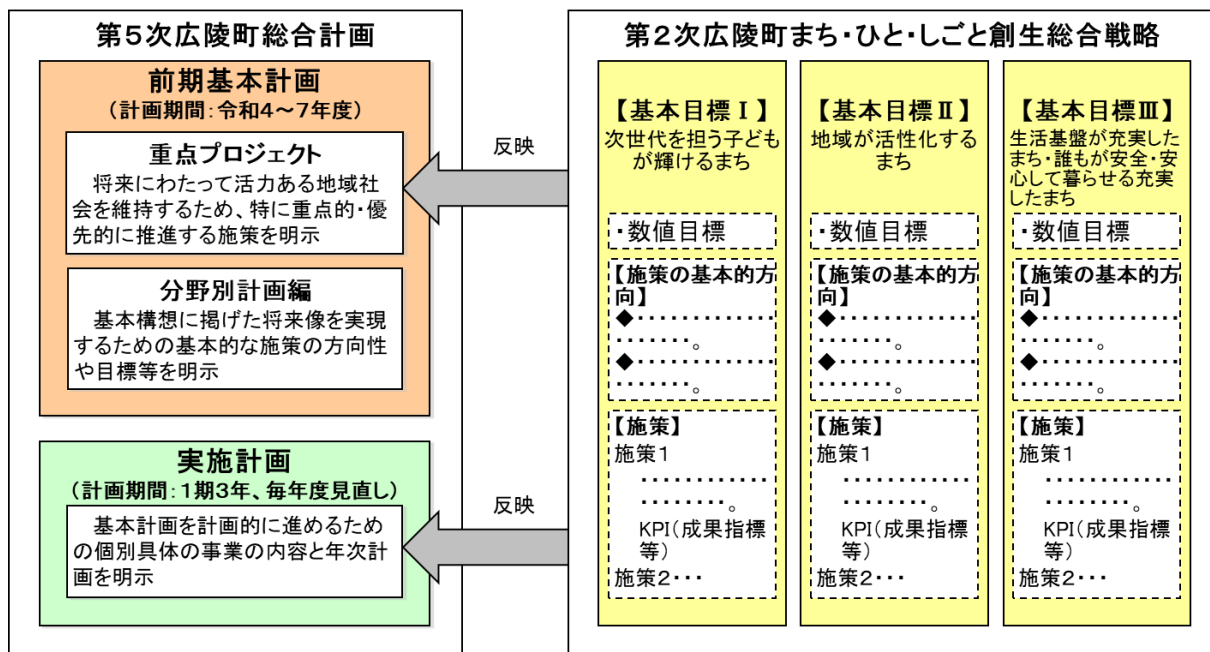 第5次広陵町総合計画
前期基本計画
（計画期間：令和4～7年度）
重点プロジェクト
将来にわたって活力ある地域社
会を維持するため、特に重点的・優
先的に推進する施策を明示
分野別計画編
基本構想に掲げた将来像を実現
するための基本的な施策の方向性
や目標等を明示
実施計画
（計画期間：1期3年、毎年度見直し）
基本計画を計画的に進めるため
の個別具体の事業の内容と年次計
画を明示
反映
反映
第2次広陵町まち・ひと・しごと創生総合戦略
【基本目標Ⅰ】
次世代を担う子ども
が輝けるまち
・数値目標
【施策の基本的方
向】
◆・・・・・・・・・・・・・
・・・・・・・。
◆・・・・・・・・・・・・・
・・・・・・・。
【施策】
施策1
・・・・・・・・・・・・
・・・・・・・・。
KPI（成果指標
等）
施策2・・・
【基本目標Ⅱ】
地域が活性化する
まち
・数値目標
【施策の基本的方
向】
◆・・・・・・・・・・・・・
・・・・・・・。
◆・・・・・・・・・・・・・
・・・・・・・。
【施策】
施策1
・・・・・・・・・・・・
・・・・・・・・。
KPI（成果指標
等）
施策2・・・
【基本目標Ⅲ】
生活基盤が充実した
まち・誰もが安全・安
心して暮らせる充実
したまち
・数値目標
【施策の基本的方
向】
◆・・・・・・・・・・・・・
・・・・・・・。
◆・・・・・・・・・・・・・
・・・・・・・。
【施策】
施策1
・・・・・・・・・・・・
・・・・・・・・。
KPI（成果指標
等）
施策2・・・